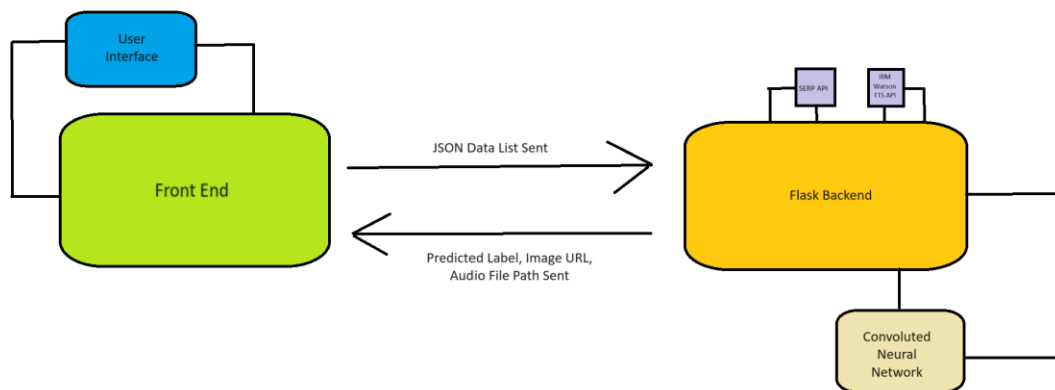 User
Interface
Front End
JSON Data List Sent
Predicted Label, Image URL,
Audio File Path Sent
SERP API
IBM
Watson
TTS API
Flask Backend
Convoluted
Neural
Network